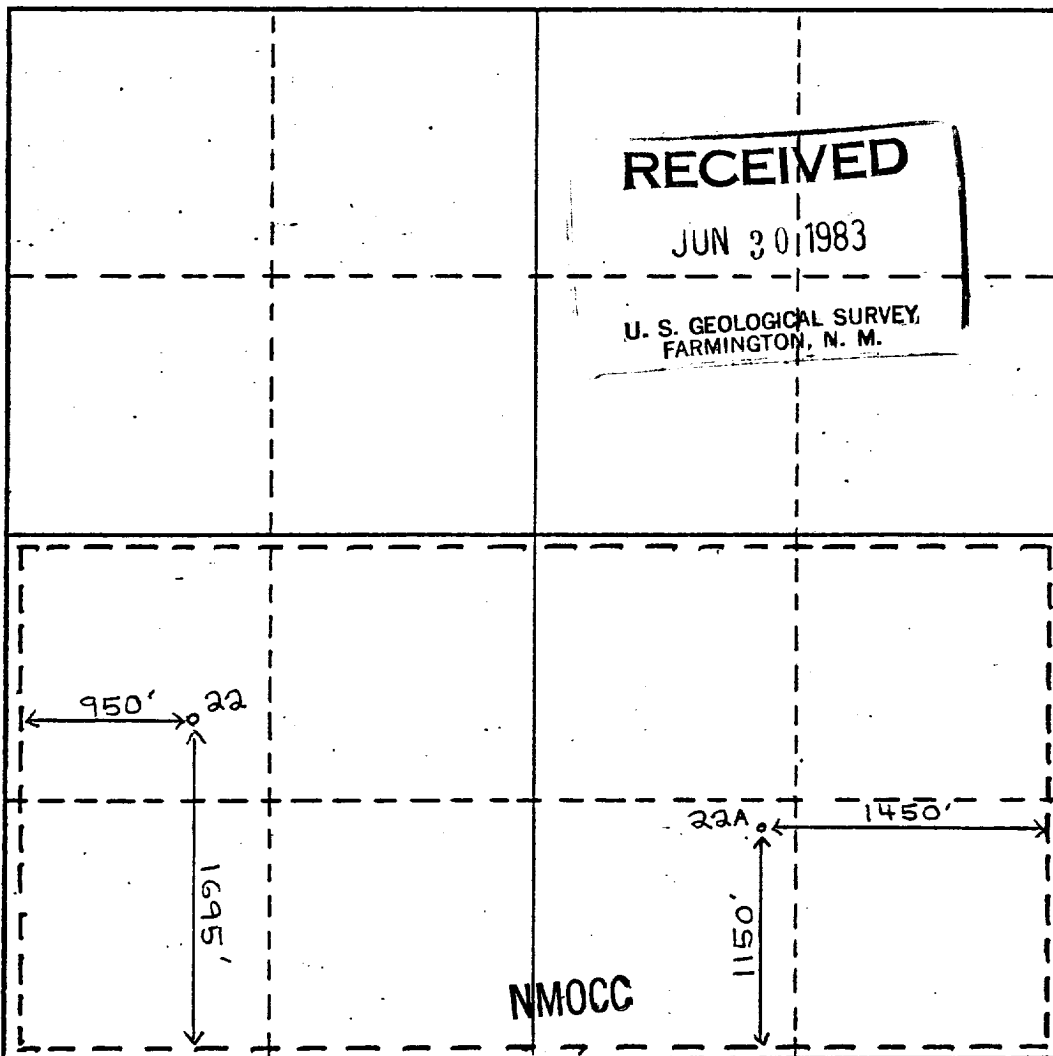 RECEIVED
JUN 30 1983
U. S. GEOLOGICAL SURVEY,
FARMINGTON, N. M.
950' 22
1695'
22A 1450'
1150'
NMOCC